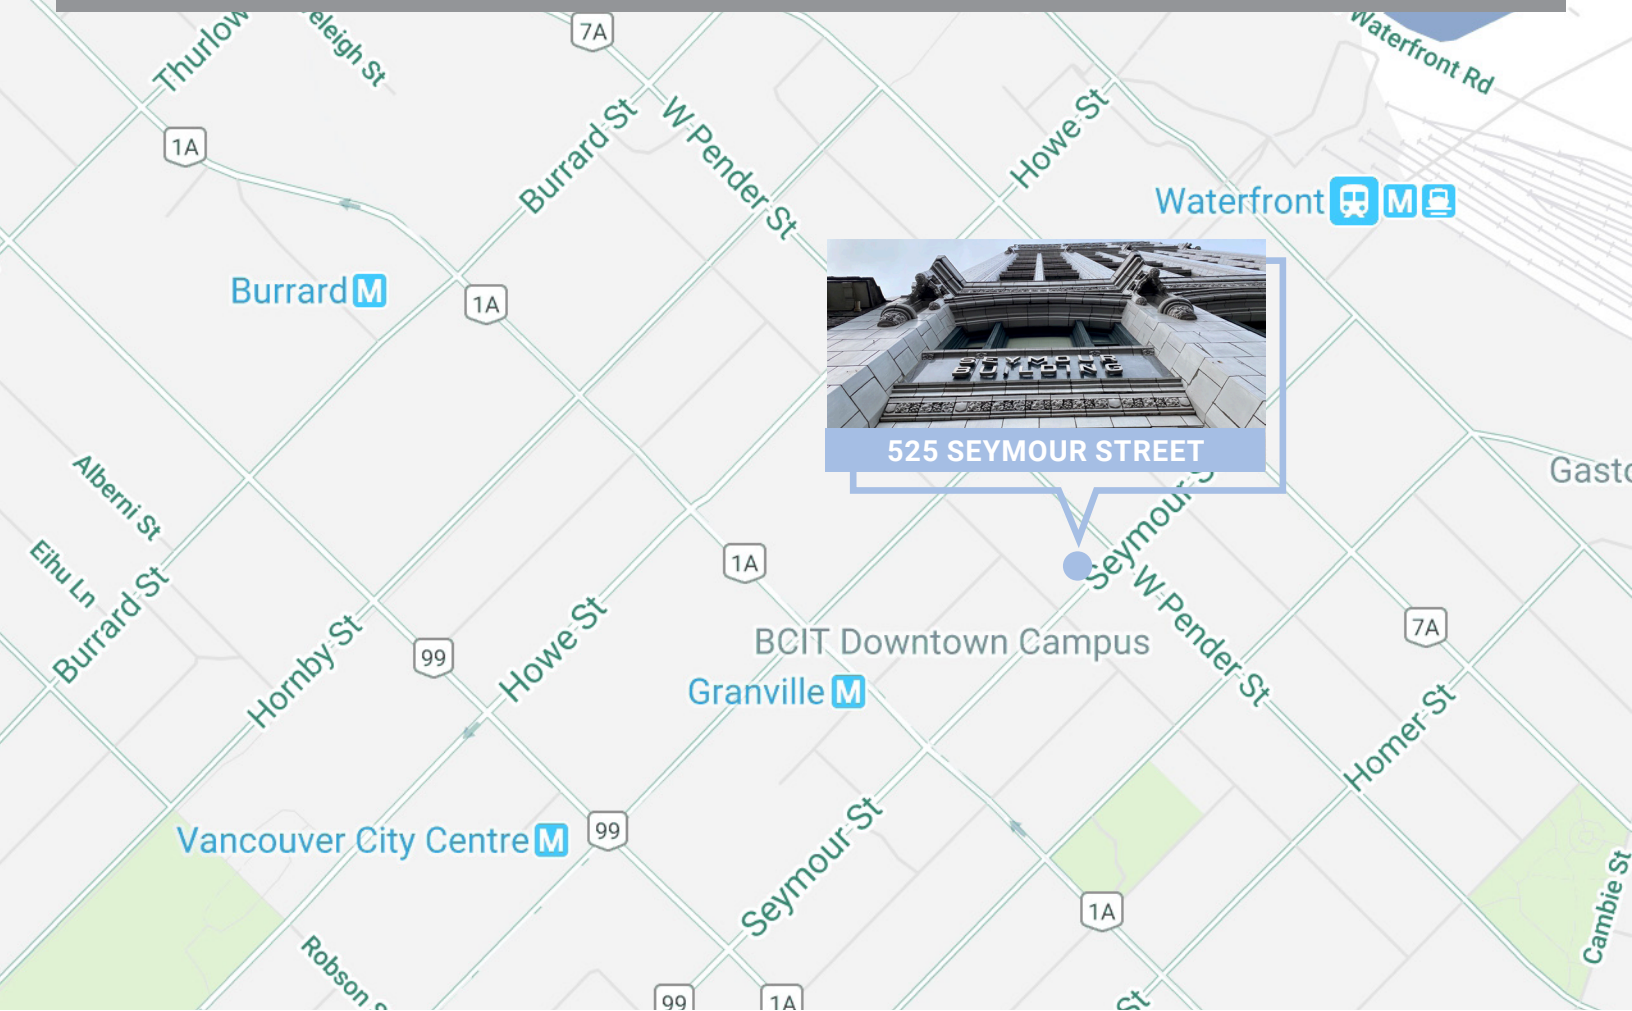 Thurlow
eleigh St
7A
Waterfront Rd
1A
Burrard St
W Pender St
Howe St
Waterfront
M
Burrard M
1A
SEYMOUR
BUILDING
525 SEYMOUR STREET
Seymour S
Gasto
Alberni St
Eihu Ln
Burrard St
Hornby St
99
Howe St
1A
BCIT Downtown Campus
Granville M
W Pender St
7A
Homer St
Vancouver City Centre M
99
Seymour St
1A
Cambie St
Robson S
99
1A
St